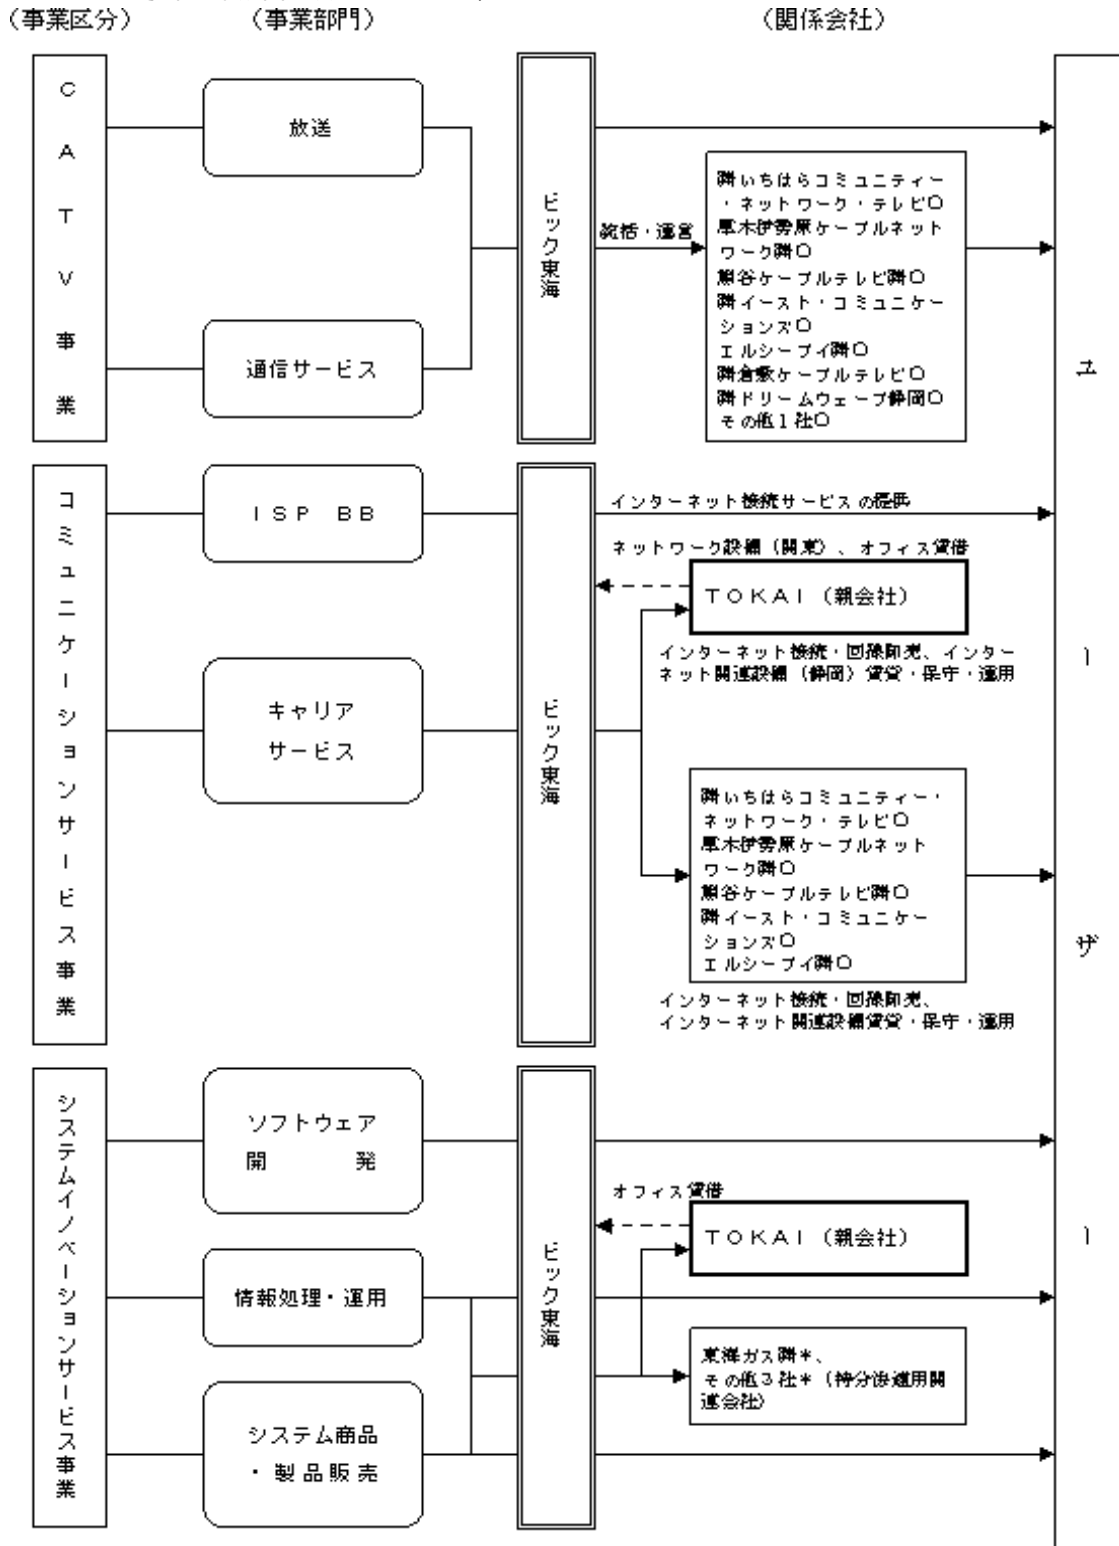 （事業区分）　（事業部門）　（関係会社）
ＣＡＴＶ事業
放送
通信サービス
ビック東海
統括・運営
㈱いちはらコミュニティー
・ネットワーク・テレビ○
厚木伊勢原ケーブルネット
ワーク㈱○
熊谷ケーブルテレビ㈱○
㈱イースト・コミュニケー
ションズ○
エルシーブイ㈱○
㈱倉敷ケーブルテレビ○
㈱ドリームウェーブ静岡○
その他１社○
ユーザー
コミュニケーションサービス事業
ＩＳＰ　ＢＢ
キャリア
サービス
ビック東海
インターネット接続サービスの提供
ネットワーク設備（関東）、オフィス賃借
ＴＯＫＡＩ（親会社）
インターネット接続・回線卸売、インター
ネット関連設備（静岡）賃貸・保守・運用
㈱いちはらコミュニティー・
ネットワーク・テレビ○
厚木伊勢原ケーブルネット
ワーク㈱○
熊谷ケーブルテレビ㈱○
㈱イースト・コミュニケー
ションズ○
エルシーブイ㈱○
インターネット接続・回線卸売、
インターネット関連設備賃貸・保守・運用
システムイノベーションサービス事業
ソフトウェア
開　　　発
情報処理・運用
システム商品
・製品販売
ビック東海
オフィス賃借
ＴＯＫＡＩ（親会社）
東海ガス㈱＊、
その他３社＊（持分法適用関
連会社）